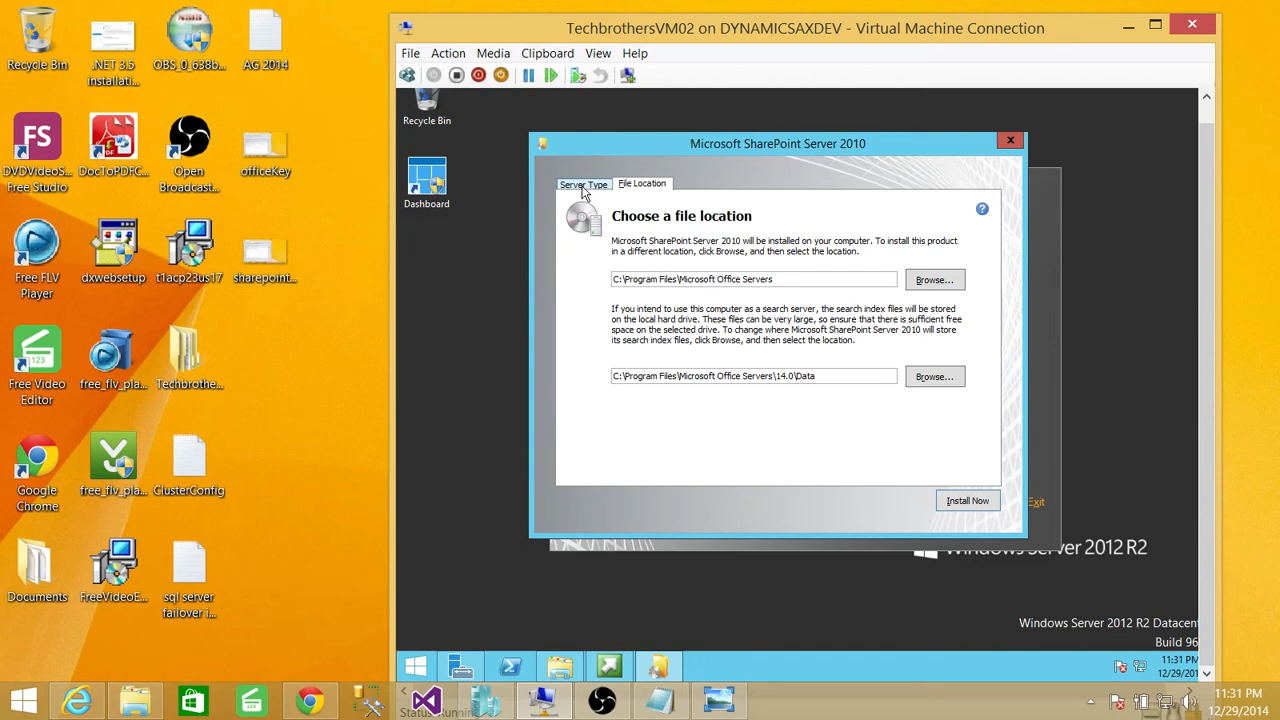 Recycle Bin
.NET 3.5
installati...
OBS_0_638b...
AG 2014
DVDVideoS...
Free Studio
DocToPDFC...
Open
Broadcast...
officeKey
Free FLV
Player
dxwebsetup
t1acp23us17
sharepoint...
Free Video
Editor
free_flv_pla...
Techbrothe...
Google
Chrome
free_flv_pla...
ClusterConfig
Documents
FreeVideoE...
sql server
failover i...
TechbrothersVM02 on DYNAMICSAXDEV - Virtual Machine Connection
File Action Media Clipboard View Help
Recycle Bin
Dashboard
Microsoft SharePoint Server 2010
Server Type File Location
Choose a file location
Microsoft SharePoint Server 2010 will be installed on your computer. To install this product
in a different location, click Browse, and then select the location.
C:\Program Files\Microsoft Office Servers Browse...
If you intend to use this computer as a search server, the search index files will be stored
on the local hard drive. These files can be very large, so ensure that there is sufficient free
space on the selected drive. To change where Microsoft SharePoint Server 2010 will store
its search index files, click Browse, and then select the location.
C:\Program Files\Microsoft Office Servers\14.0\Data Browse...
Install Now
Exit
Windows Server 2012 R2
Windows Server 2012 R2 Datacent
Build 96
11:31 PM
12/29/201
Status: Running
11:31 PM
12/29/2014